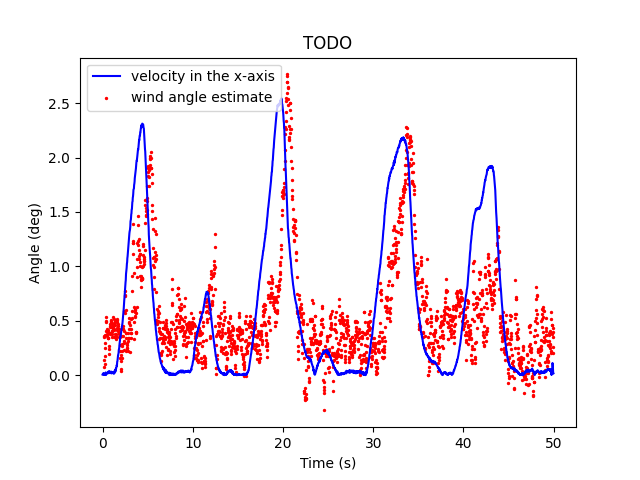 TODO
velocity in the x-axis
wind angle estimate
Angle (deg)
2.5
2.0
1.5
1.0
0.5
0.0
0 10 20 30 40 50
Time (s)